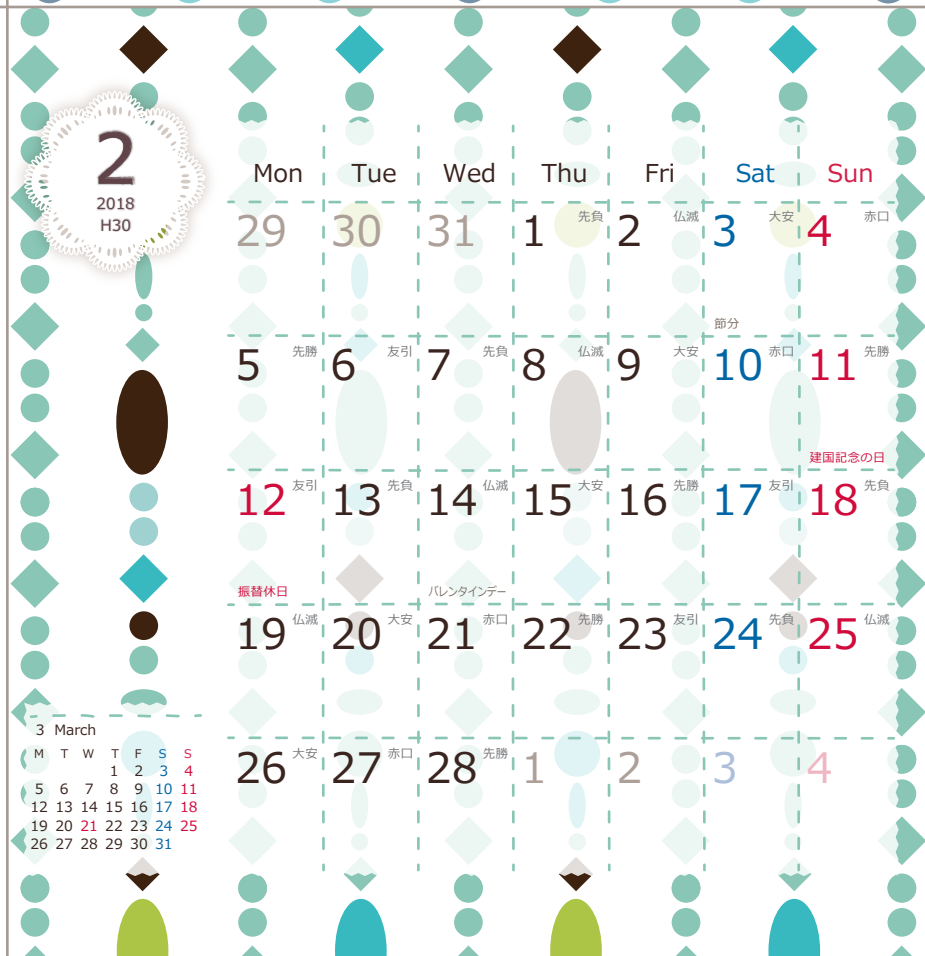 2
2018
H30
Mon Tue Wed Thu Fri Sat Sun
29 30 31 1 先負 2 仏滅 3 大安 4 赤口
節分
5 先勝 6 友引 7 先負 8 仏滅 9 大安 10 赤口 11 先勝
建国記念の日
12 友引 13 先負 14 仏滅 15 大安 16 先勝 17 友引 18 先負
振替休日 バレンタインデー
19 仏滅 20 大安 21 赤口 22 先勝 23 友引 24 先負 25 仏滅
26 大安 27 赤口 28 先勝 1 2 3 4
3 March
M T W T F S S
1 2 3 4
5 6 7 8 9 10 11
12 13 14 15 16 17 18
19 20 21 22 23 24 25
26 27 28 29 30 31